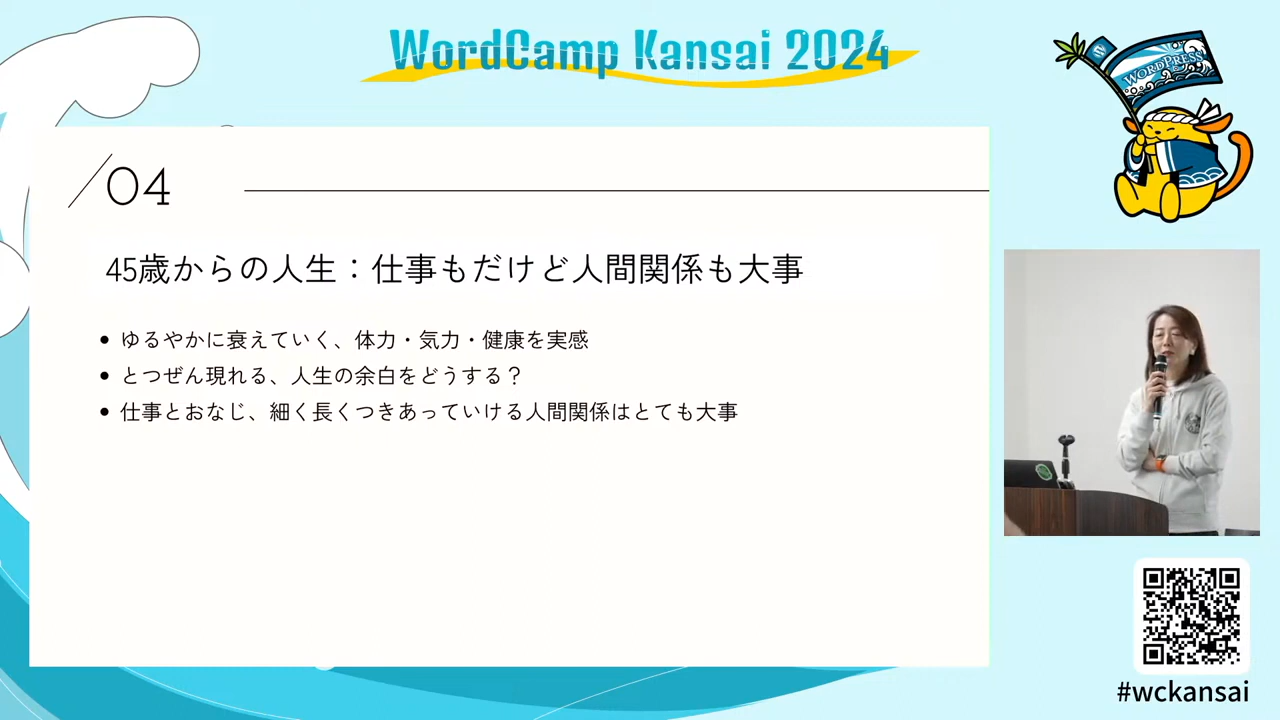 WordCamp Kansai 2024
W
WORDPRESS
/04
45歳からの人生：仕事もだけど人間関係も大事
• ゆるやかに衰えていく、体力・気力・健康を実感
• とつぜん現れる、人生の余白をどうする？
• 仕事とおなじ、細く長くつきあっていける人間関係はとても大事
#wckansai